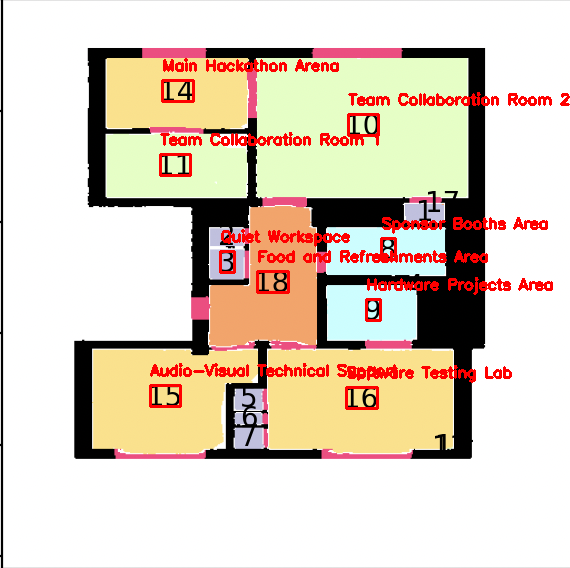 Main Hackathon Arena
14
Team Collaboration Room 2
10
Team Collaboration Room 1
11
17
1
Sponsor Booths Area
8
Quiet Workspace
2
3
Food and Refreshments Area
18
Hardware Projects Area
9
Audio-Visual Technical Support
15
Software Testing Lab
16
5
6
7